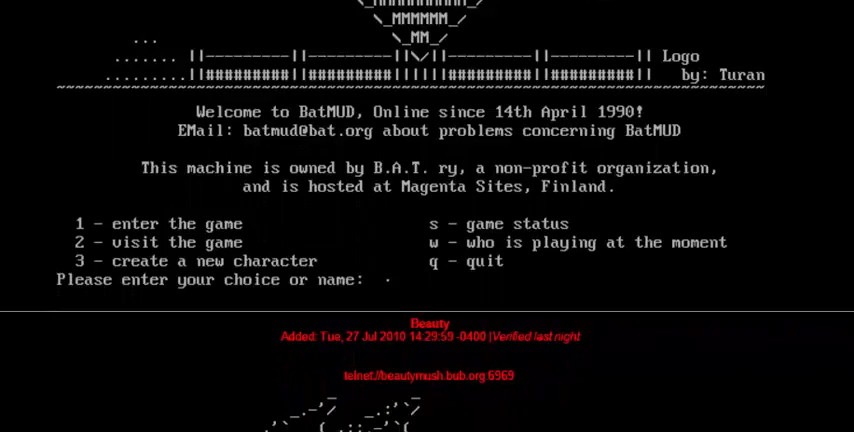 \_MMMMMMMMMM_/
\_MMMMMM_/
... \_MM_/
....... ||---------||---------||\/||---------||---------|| Logo
.........||#########||#########||||||#########||#########|| by: Turan
~~~~~~~~~~~~~~~~~~~~~~~~~~~~~~~~~~~~~~~~~~~~~~~~~~~~~~~~~~~~~~~~~~~~~~~~~~~~
Welcome to BatMUD, Online since 14th April 1990!
EMail: batmud@bat.org about problems concerning BatMUD
This machine is owned by B.A.T. ry, a non-profit organization,
and is hosted at Magenta Sites, Finland.
1 - enter the game s - game status
2 - visit the game w - who is playing at the moment
3 - create a new character q - quit
Please enter your choice or name: .
Beauty
Added: Tue, 27 Jul 2010 14:29:59 -0400 |Verified last night
telnet://beautymush.bub.org:6969